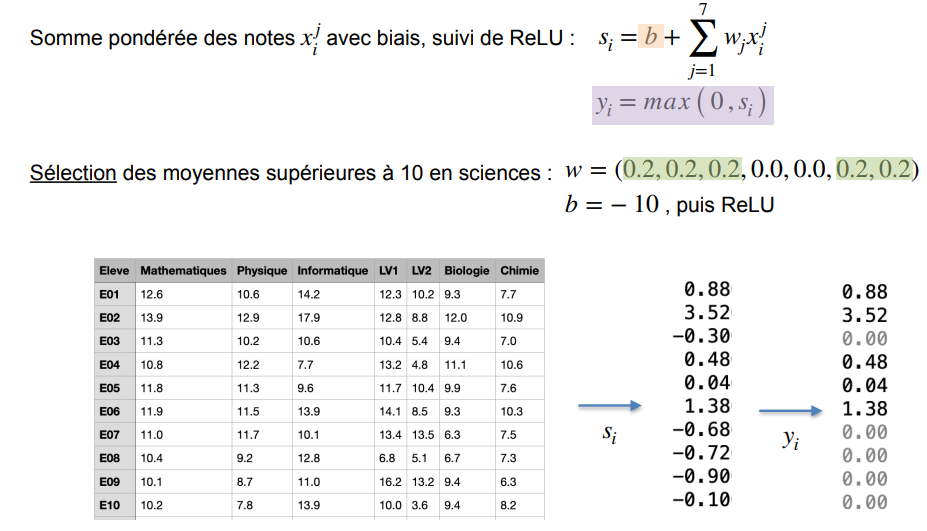 Somme pondérée des notes x_i^j avec biais, suivi de ReLU : s_i = b + ∑_{j=1}^{7} w_j x_i^j
y_i = max ( 0 , s_i )
Sélection des moyennes supérieures à 10 en sciences : w = (0.2, 0.2, 0.2, 0.0, 0.0, 0.2, 0.2)
b = − 10 , puis ReLU
Eleve Mathematiques Physique Informatique LV1 LV2 Biologie Chimie
E01 12.6 10.6 14.2 12.3 10.2 9.3 7.7
E02 13.9 12.9 17.9 12.8 8.8 12.0 10.9
E03 11.3 10.2 10.6 10.4 5.4 9.4 7.0
E04 10.8 12.2 7.7 13.2 4.8 11.1 10.6
E05 11.8 11.3 9.6 11.7 10.4 9.9 7.6
E06 11.9 11.5 13.9 14.1 8.5 9.3 10.3
E07 11.0 11.7 10.1 13.4 13.5 6.3 7.5
E08 10.4 9.2 12.8 6.8 5.1 6.7 7.3
E09 10.1 8.7 11.0 16.2 13.2 9.4 6.3
E10 10.2 7.8 13.9 10.0 3.6 9.4 8.2
s_i
0.88
3.52
-0.30
0.48
0.04
1.38
-0.68
-0.72
-0.90
-0.10
y_i
0.88
3.52
0.00
0.48
0.04
1.38
0.00
0.00
0.00
0.00